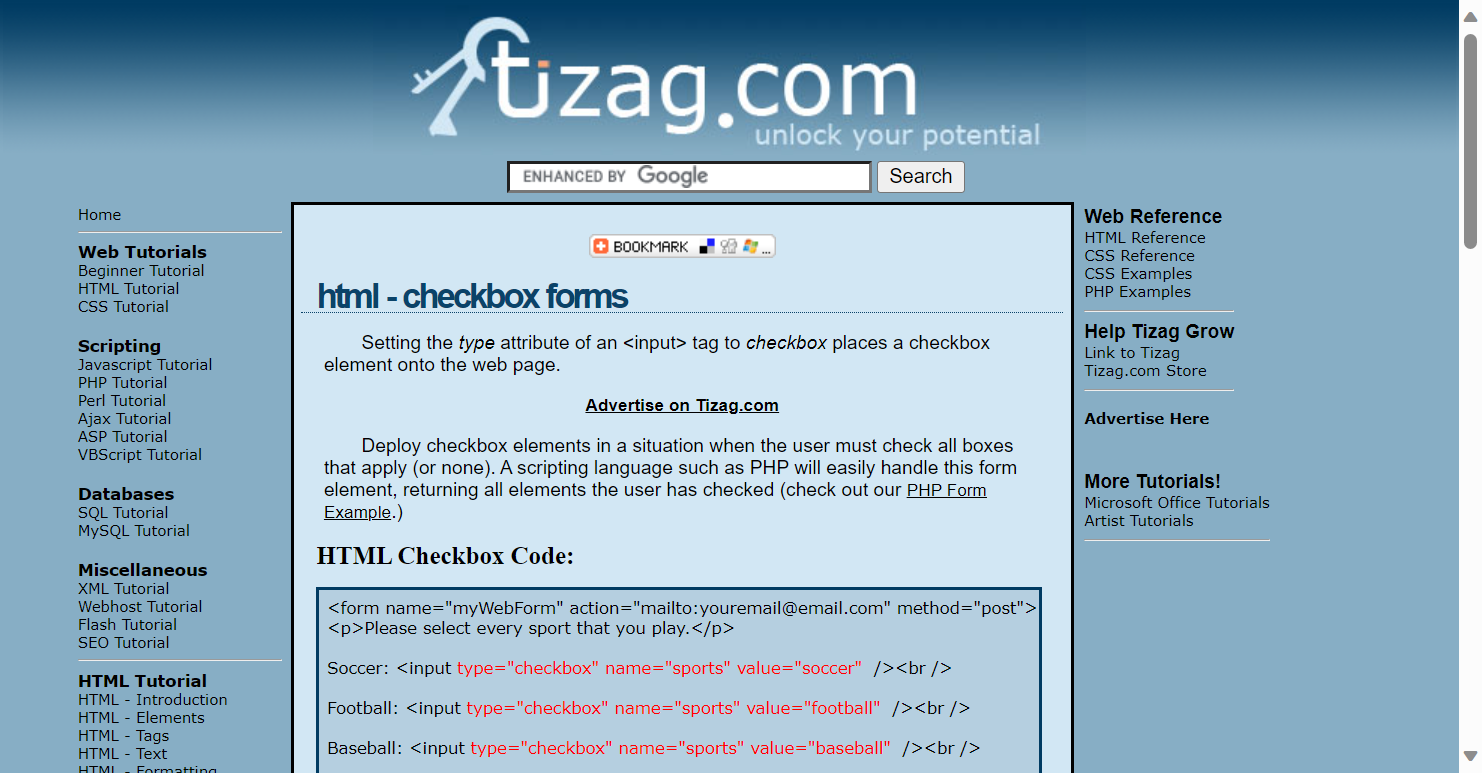 tizag.com
unlock your potential
ENHANCED BY Google
Search
Home
Web Tutorials
Beginner Tutorial
HTML Tutorial
CSS Tutorial
Scripting
Javascript Tutorial
PHP Tutorial
Perl Tutorial
Ajax Tutorial
ASP Tutorial
VBScript Tutorial
Databases
SQL Tutorial
MySQL Tutorial
Miscellaneous
XML Tutorial
Webhost Tutorial
Flash Tutorial
SEO Tutorial
HTML Tutorial
HTML - Introduction
HTML - Elements
HTML - Tags
HTML - Text
HTML - Formatting
BOOKMARK ...
html - checkbox forms
Setting the type attribute of an <input> tag to checkbox places a checkbox
element onto the web page.
Advertise on Tizag.com
Deploy checkbox elements in a situation when the user must check all boxes
that apply (or none). A scripting language such as PHP will easily handle this form
element, returning all elements the user has checked (check out our PHP Form
Example.)
HTML Checkbox Code:
<form name="myWebForm" action="mailto:youremail@email.com" method="post">
<p>Please select every sport that you play.</p>
Soccer: <input type="checkbox" name="sports" value="soccer"  /><br />
Football: <input type="checkbox" name="sports" value="football"  /><br />
Baseball: <input type="checkbox" name="sports" value="baseball"  /><br />
Web Reference
HTML Reference
CSS Reference
CSS Examples
PHP Examples
Help Tizag Grow
Link to Tizag
Tizag.com Store
Advertise Here
More Tutorials!
Microsoft Office Tutorials
Artist Tutorials